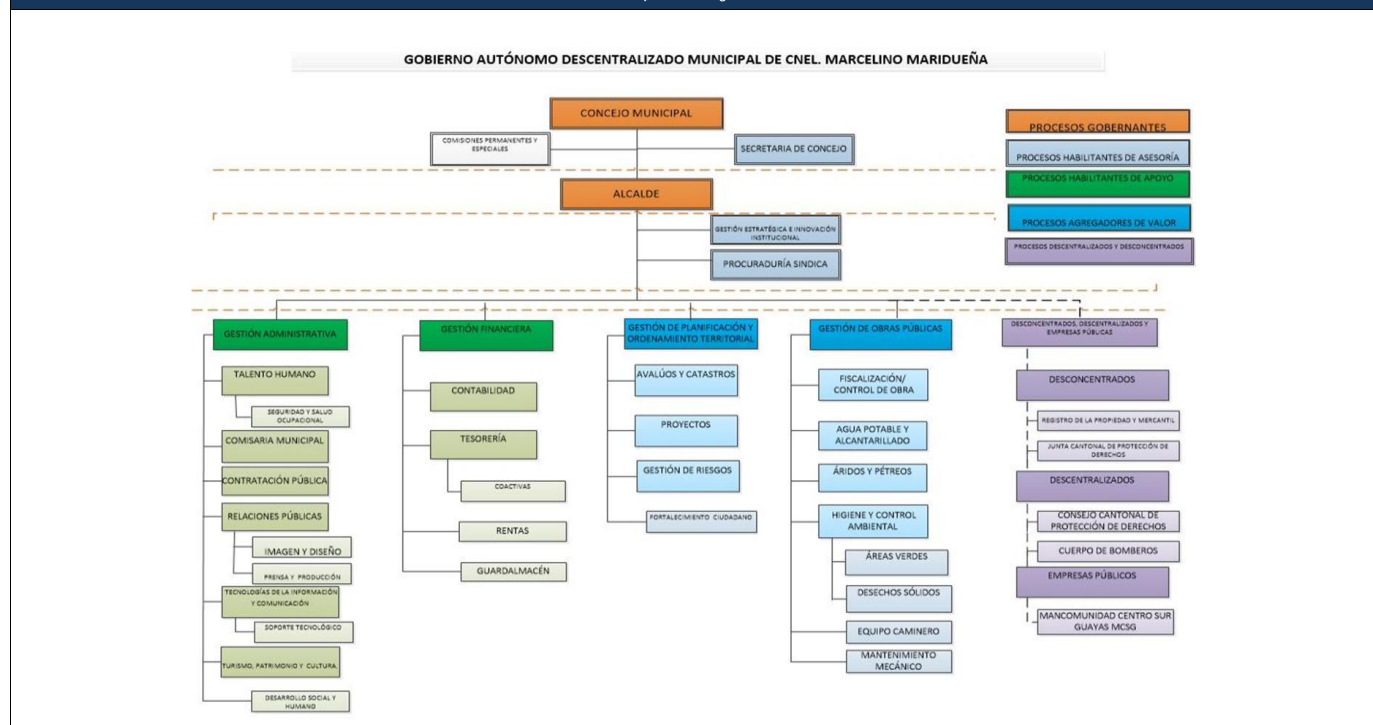 GOBIERNO AUTÓNOMO DESCENTRALIZADO MUNICIPAL DE CNEL. MARCELINO MARIDUEÑA
CONCEJO MUNICIPAL
COMISIONES PERMANENTES Y
ESPECIALES
SECRETARIA DE CONCEJO
ALCALDE
GESTIÓN ESTRATÉGICA E INNOVACIÓN
INSTITUCIONAL
PROCURADURÍA SINDICA
PROCESOS GOBERNANTES
PROCESOS HABILITANTES DE ASESORÍA
PROCESOS HABILITANTES DE APOYO
PROCESOS AGREGADORES DE VALOR
PROCESOS DESCENTRALIZADOS Y DESCONCENTRADOS
GESTIÓN ADMINISTRATIVA
TALENTO HUMANO
SEGURIDAD Y SALUD
OCUPACIONAL
COMISARIA MUNICIPAL
CONTRATACIÓN PÚBLICA
RELACIONES PÚBLICAS
IMAGEN Y DISEÑO
PRENSA Y PRODUCCIÓN
TECNOLOGÍAS DE LA INFORMACIÓN
Y COMUNICACIÓN
SOPORTE TECNOLÓGICO
TURISMO, PATRIMONIO Y CULTURA.
DESARROLLO SOCIAL Y
HUMANO
GESTIÓN FINANCIERA
CONTABILIDAD
TESORERÍA
COACTIVAS
RENTAS
GUARDALMACÉN
GESTIÓN DE PLANIFICACIÓN Y
ORDENAMIENTO TERRITORIAL
AVALÚOS Y CATASTROS
PROYECTOS
GESTIÓN DE RIESGOS
FORTALECIMIENTO CIUDADANO
GESTIÓN DE OBRAS PÚBLICAS
FISCALIZACIÓN/
CONTROL DE OBRA
AGUA POTABLE Y
ALCANTARILLADO
ÁRIDOS Y PÉTREOS
HIGIENE Y CONTROL
AMBIENTAL
ÁREAS VERDES
DESECHOS SÓLIDOS
EQUIPO CAMINERO
MANTENIMIENTO
MECÁNICO
DESCONCENTRADOS, DESCENTRALIZADOS Y
EMPRESAS PÚBLICAS
DESCONCENTRADOS
REGISTRO DE LA PROPIEDAD Y MERCANTIL
JUNTA CANTONAL DE PROTECCIÓN DE
DERECHOS
DESCENTRALIZADOS
CONSEJO CANTONAL DE
PROTECCIÓN DE DERECHOS
CUERPO DE BOMBEROS
EMPRESAS PÚBLICOS
MANCOMUNIDAD CENTRO SUR
GUAYAS MCSG